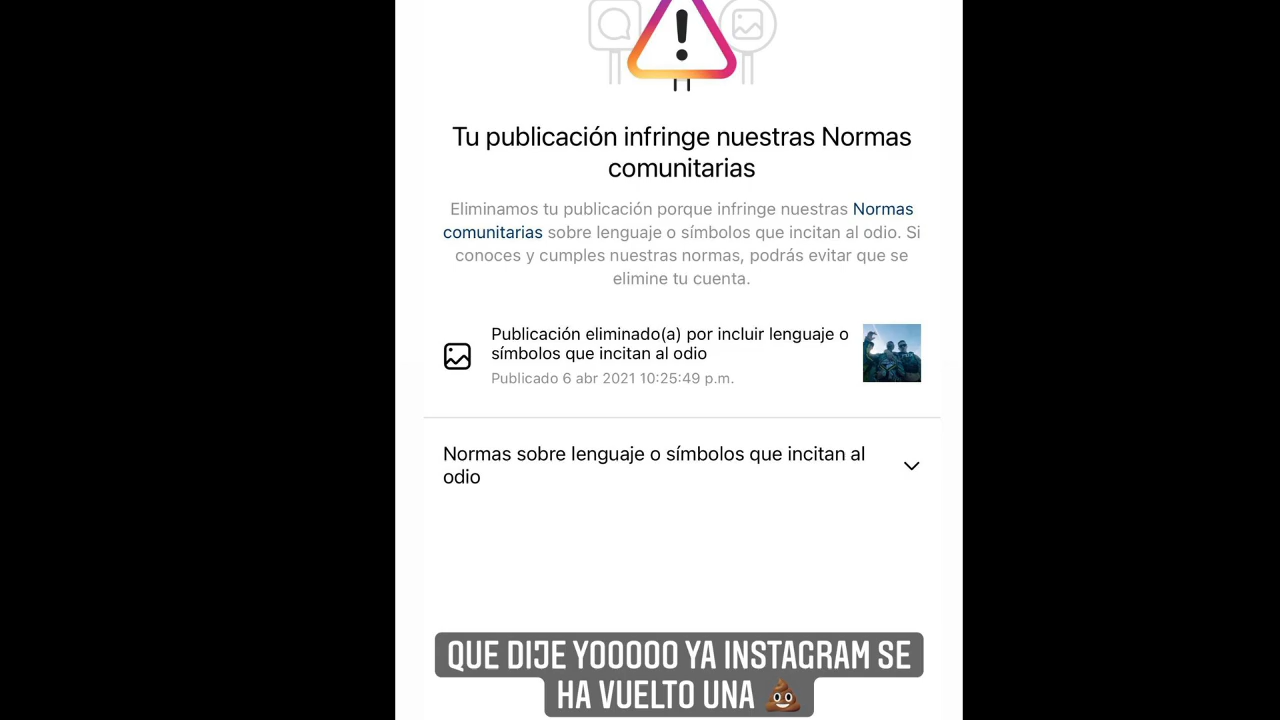 Tu publicación infringe nuestras Normas
comunitarias
Eliminamos tu publicación porque infringe nuestras Normas
comunitarias sobre lenguaje o símbolos que incitan al odio. Si
conoces y cumples nuestras normas, podrás evitar que se
elimine tu cuenta.
Publicación eliminado(a) por incluir lenguaje o
símbolos que incitan al odio
Publicado 6 abr 2021 10:25:49 p.m.
Normas sobre lenguaje o símbolos que incitan al
odio
QUE DIJE YOOOOO YA INSTAGRAM SE
HA VUELTO UNA 💩